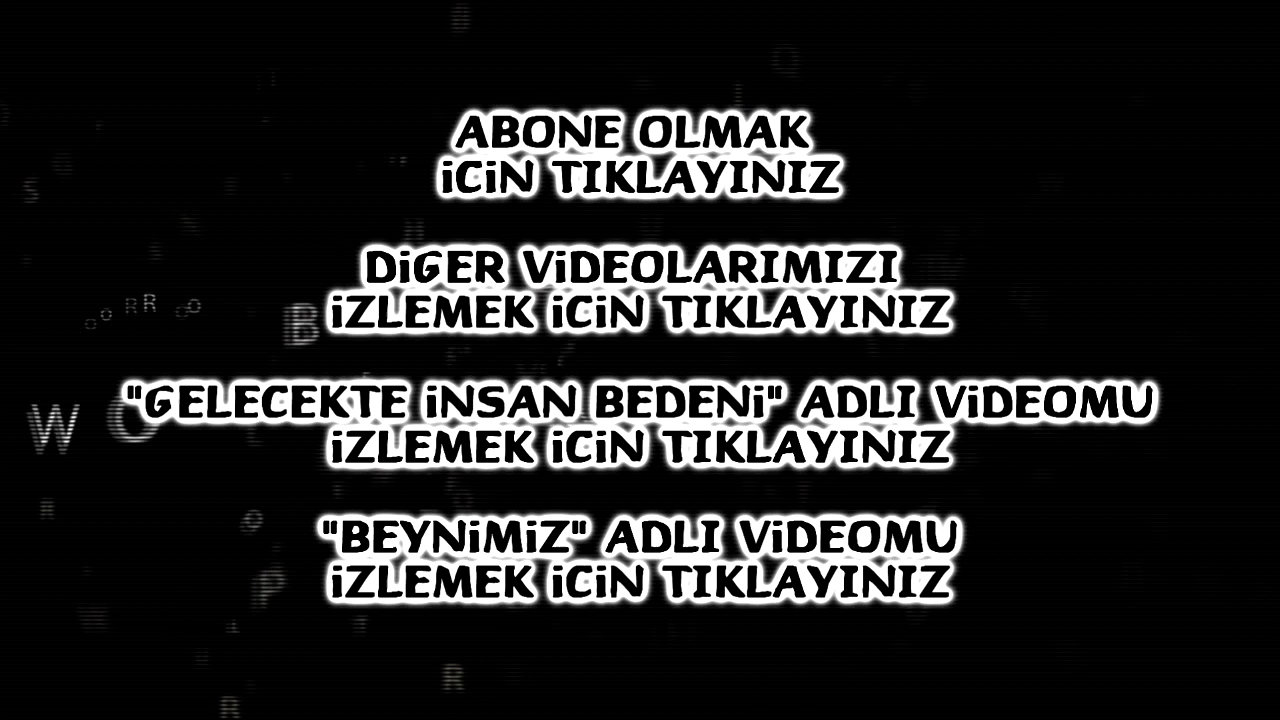 ABONE OLMAK
iCiN TIKLAYINIZ
DiGER ViDEOLARIMIZI
iZLEMEK iCiN TIKLAYINIZ
"GELECEKTE iNSAN BEDENi" ADLI ViDEOMU
iZLEMEK iCiN TIKLAYINIZ
"BEYNiMiZ" ADLI ViDEOMU
iZLEMEK iCiN TIKLAYINIZ